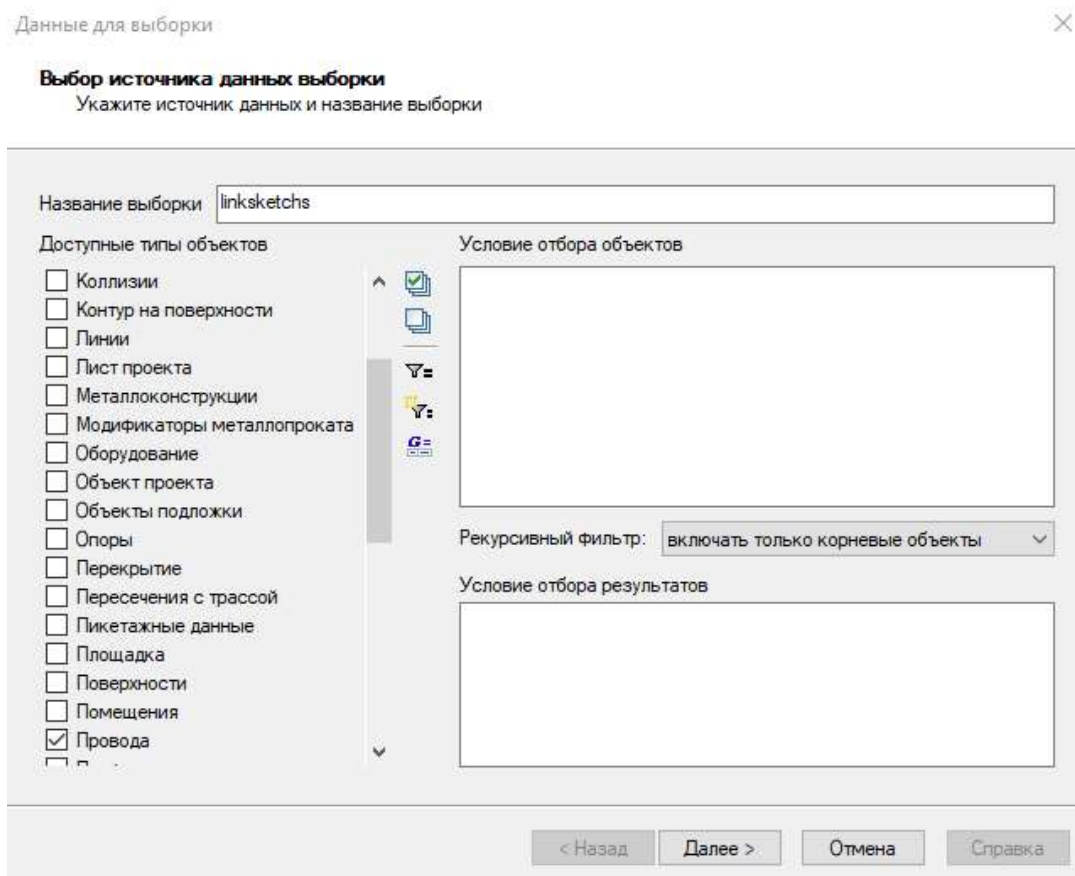 Данные для выборки
Выбор источника данных выборки
Укажите источник данных и название выборки
Название выборки linksketchs
Доступные типы объектов
Коллизии
Контур на поверхности
Линии
Лист проекта
Металлоконструкции
Модификаторы металлопроката
Оборудование
Объект проекта
Объекты подложки
Опоры
Перекрытие
Пересечения с трассой
Пикетажные данные
Площадка
Поверхности
Помещения
Провода
Условие отбора объектов
Рекурсивный фильтр: включать только корневые объекты
Условие отбора результатов
< Назад Далее > Отмена Справка